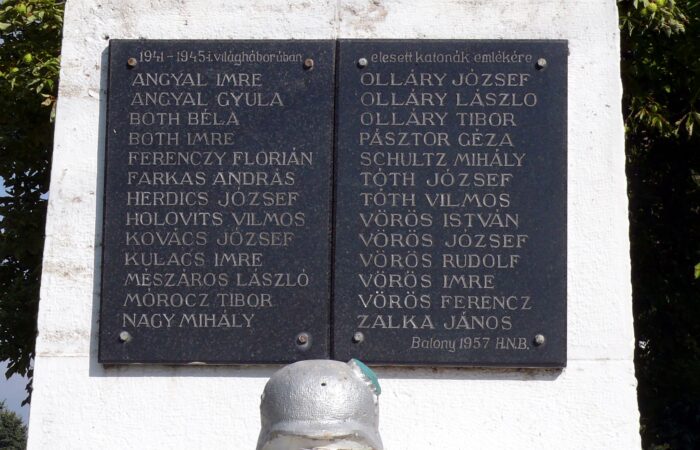 1941-1945-i világháborúban
ANGYAL IMRE
ANGYAL GYULA
BOTH BÉLA
BOTH IMRE
FERENCZY FLORIÁN
FARKAS ANDRÁS
HERDICS JÓZSEF
HOLOVITS VILMOS
KOVÁCS JÓZSEF
KULACS IMRE
MÉSZÁROS LÁSZLÓ
MÓROCZ TIBOR
NAGY MIHÁLY
elesett katonák emlékére
OLLÁRY JÓZSEF
OLLÁRY LÁSZLO
OLLÁRY TIBOR
PÁSZTOR GÉZA
SCHULTZ MIHÁLY
TÓTH JÓZSEF
TÓTH VILMOS
VÖRÖS ISTVÁN
VÖRÖS JÓZSEF
VÖRÖS RUDOLF
VÖRÖS IMRE
VÖRÖS FERENCZ
ZALKA JÁNOS
Balony 1957 H.N.B.